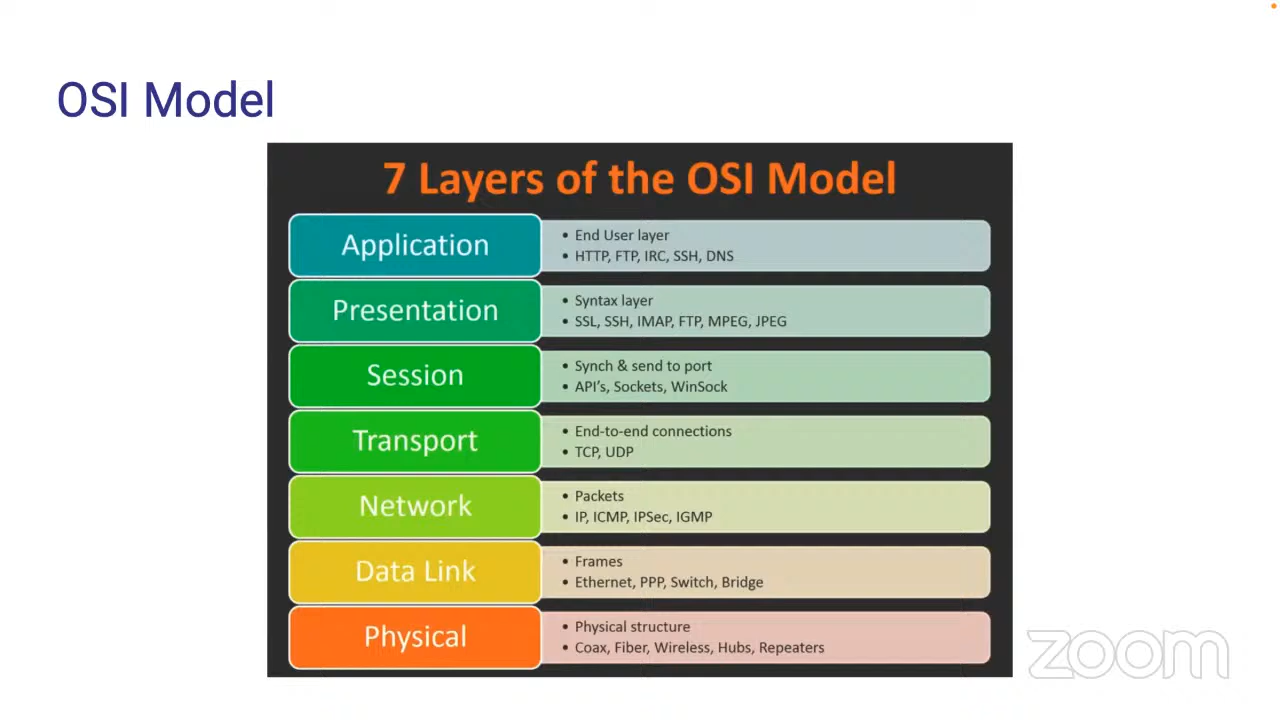 OSI Model
7 Layers of the OSI Model
Application
• End User layer
• HTTP, FTP, IRC, SSH, DNS
Presentation
• Syntax layer
• SSL, SSH, IMAP, FTP, MPEG, JPEG
Session
• Synch & send to port
• API's, Sockets, WinSock
Transport
• End-to-end connections
• TCP, UDP
Network
• Packets
• IP, ICMP, IPSec, IGMP
Data Link
• Frames
• Ethernet, PPP, Switch, Bridge
Physical
• Physical structure
• Coax, Fiber, Wireless, Hubs, Repeaters
zoom